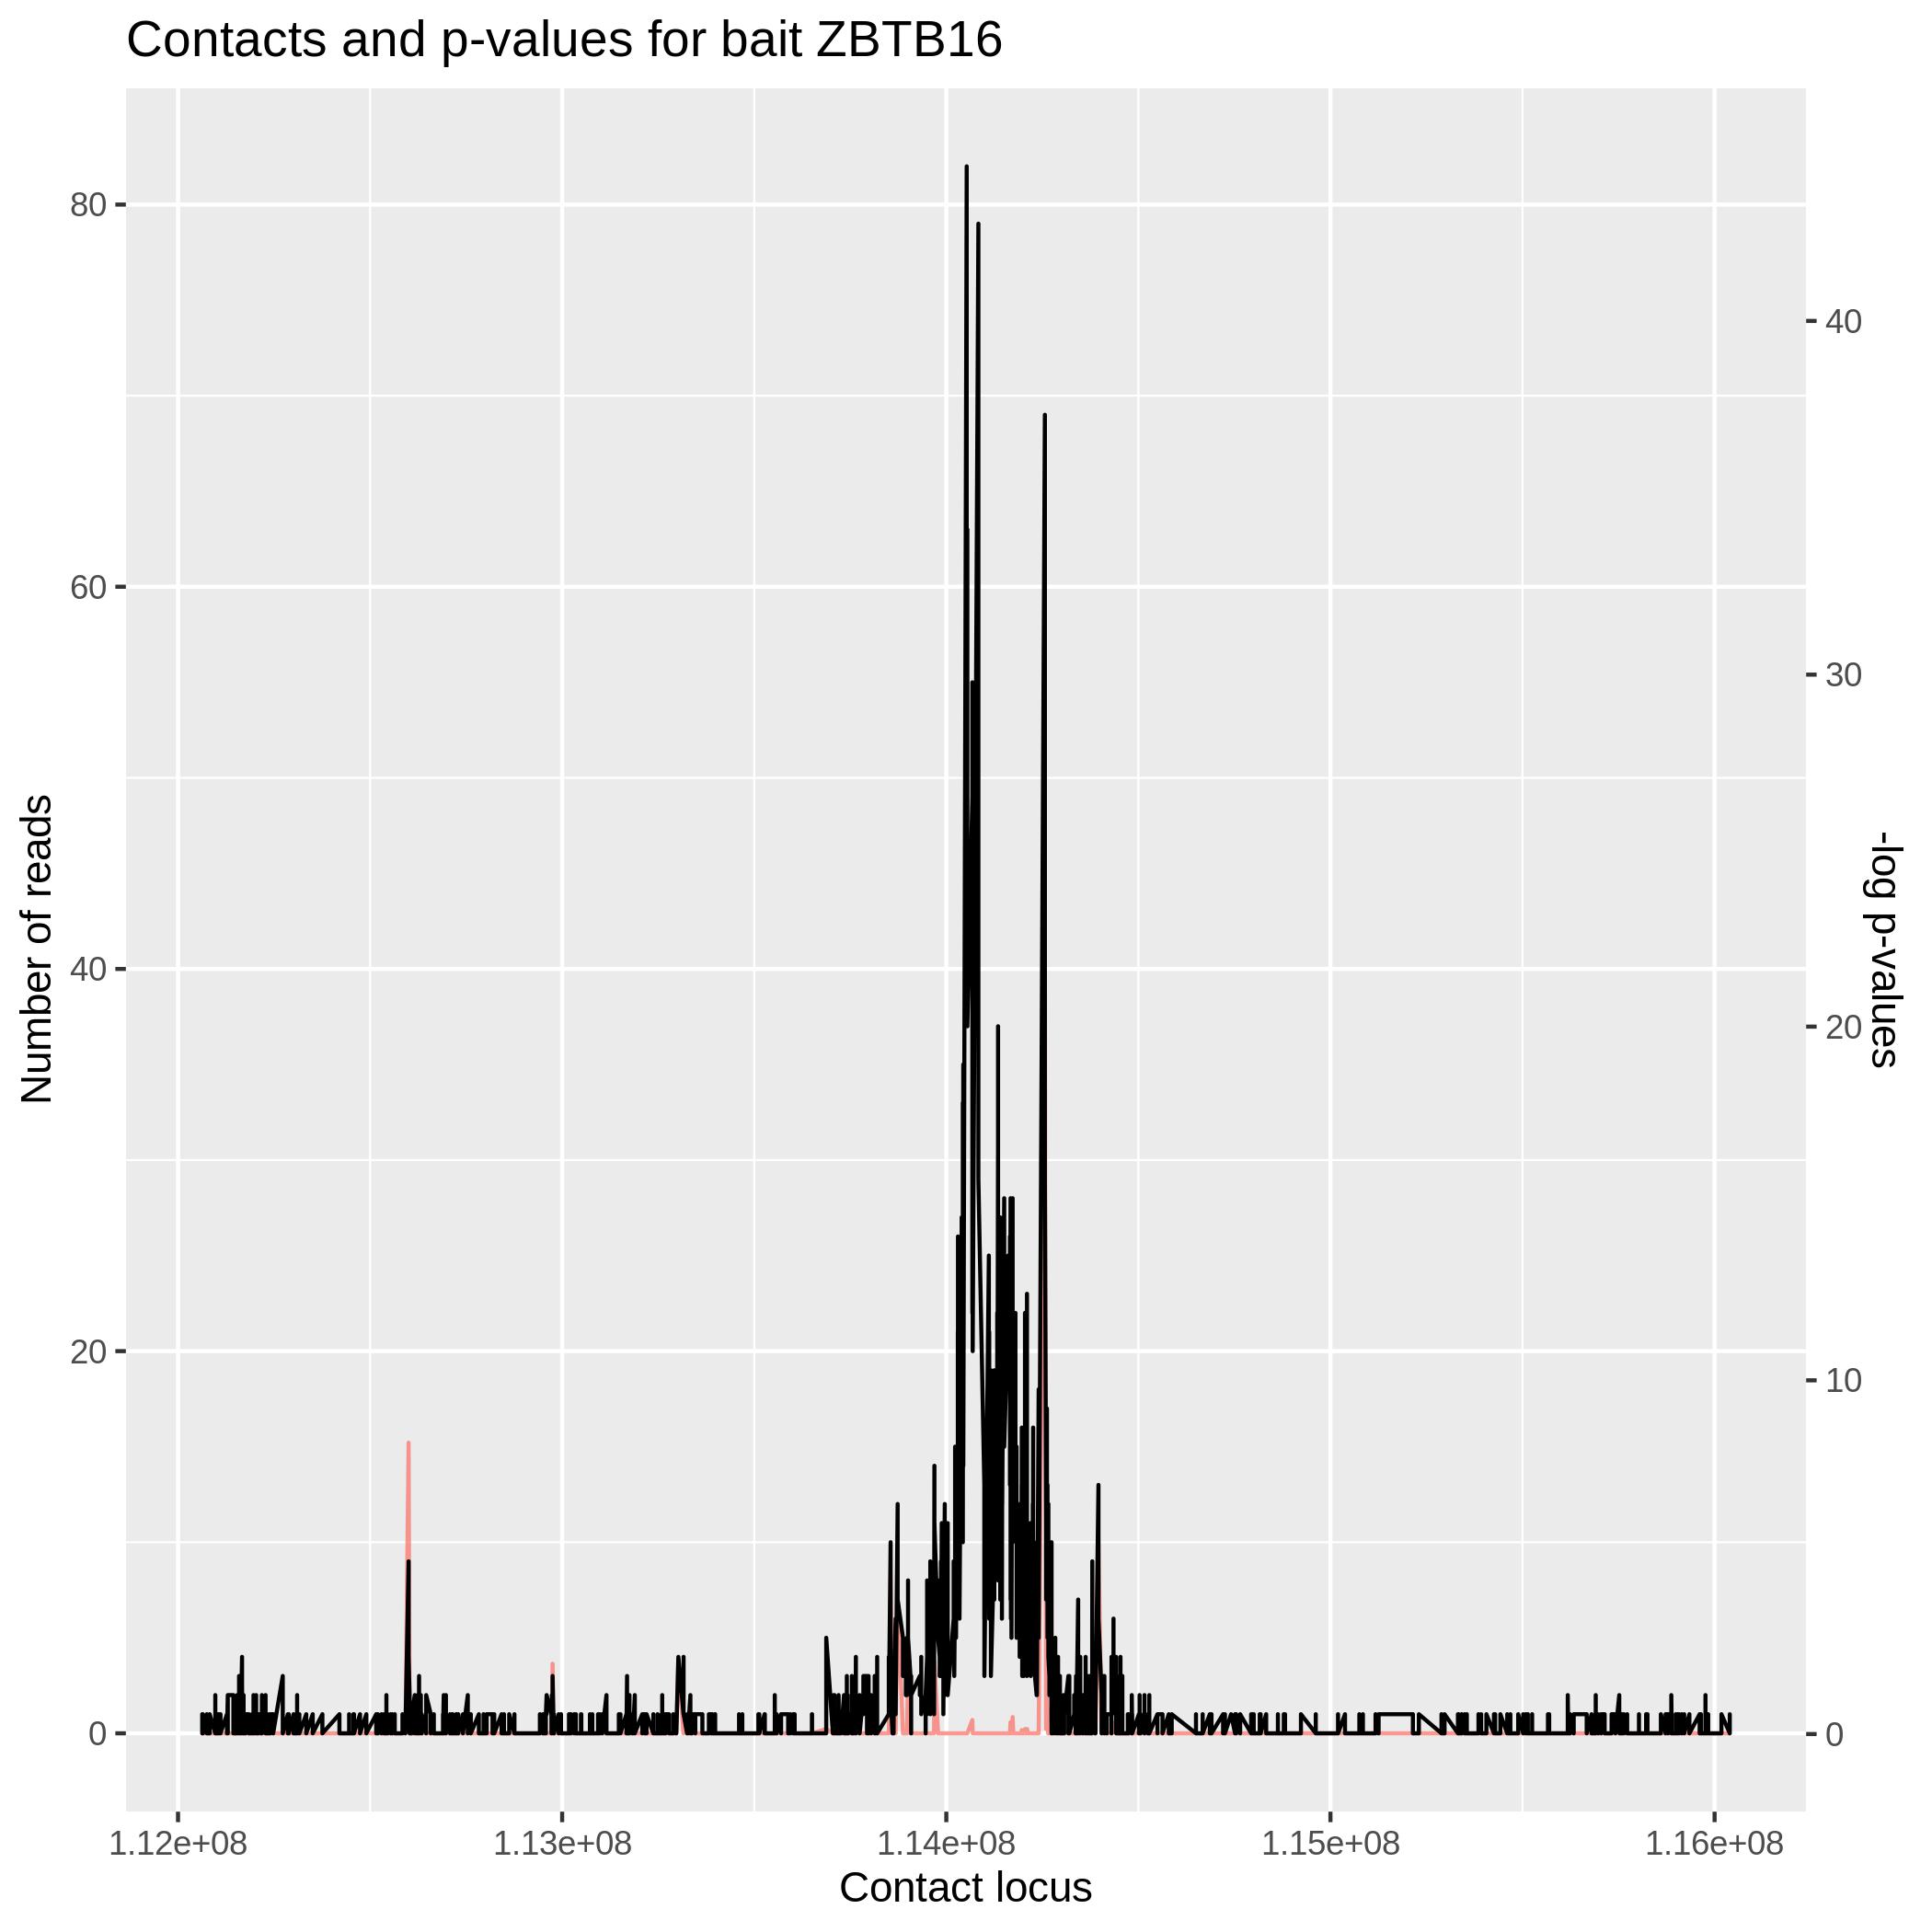 Contacts and p-values for bait ZBTB16
80
60
40
20
0
Number of reads
40
30
20
10
0
-log p-values
1.12e+08
1.13e+08
1.14e+08
1.15e+08
1.16e+08
Contact locus